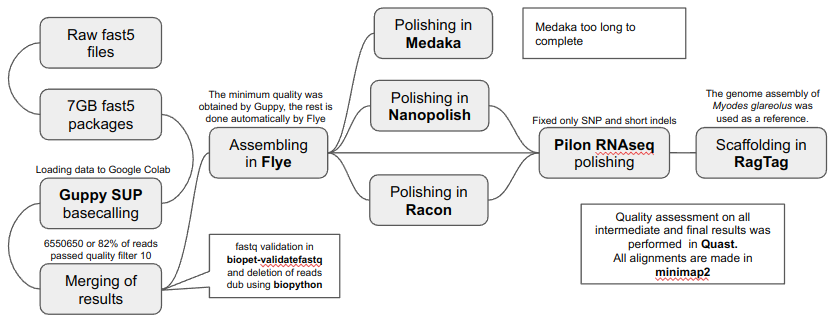 Raw fast5
files
7GB fast5
packages
Loading data to Google Colab
Guppy SUP
basecalling
6550650 or 82% of reads
passed quality filter 10
Merging of
results
fastq validation in
biopet-validatefastq
and deletion of reads
dub using biopython
The minimum quality was
obtained by Guppy, the rest is
done automatically by Flye
Assembling
in Flye
Polishing in
Medaka
Medaka too long to
complete
Polishing in
Nanopolish
Polishing in
Racon
Fixed only SNP and short indels
Pilon RNAseq
polishing
The genome assembly of
Myodes glareolus was
used as a reference.
Scaffolding in
RagTag
Quality assessment on all
intermediate and final results was
performed in Quast.
All alignments are made in
minimap2